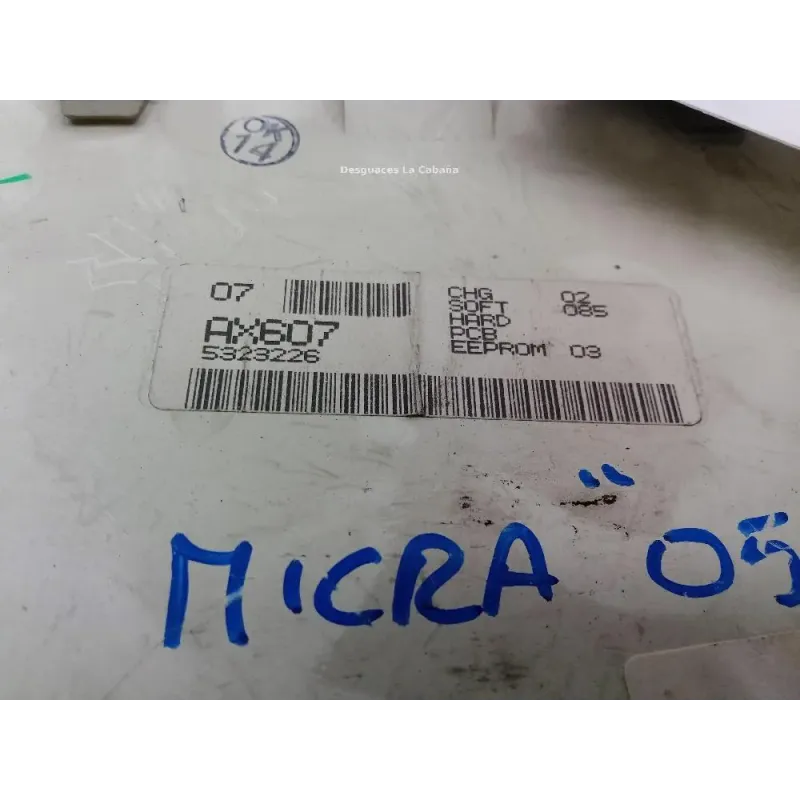 OK
14
Desguaces La Cabaña
07
AX607
5323226
CHG 02
SOFT 085
HARD
PCB
EEPROM 03
MICRA 05